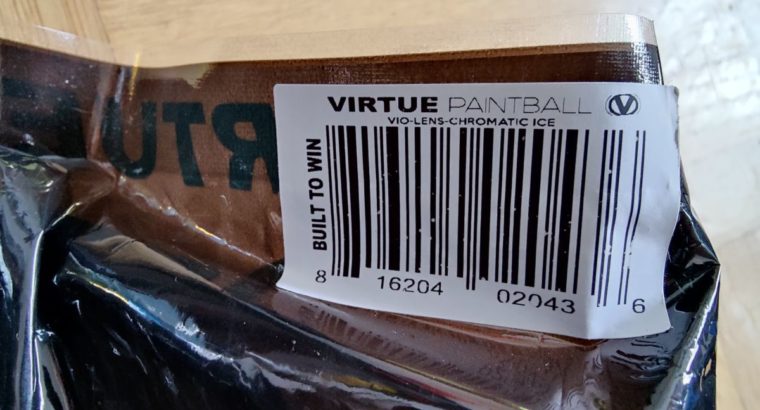 VIRTUE PAINTBALL
VIO-LENS-CHROMATIC ICE
BUILT TO WIN
8 16204 02043 6
RTU